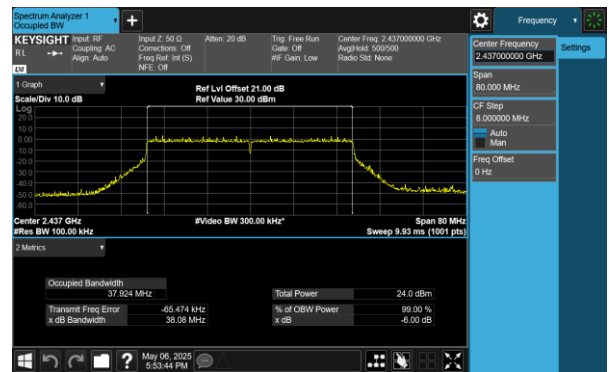 Spectrum Analyzer 1
Occupied BW
Frequency
KEYSIGHT
RL
LXI
Input: RF
Coupling: AC
Align: Auto
Input Z: 50 Ω
Corrections: Off
Freq Ref: Int (S)
NFE: Off
Atten: 20 dB
Trig: Free Run
Gate: Off
#IF Gain: Low
Center Freq: 2.437000000 GHz
Avg|Hold: 500/500
Radio Std: None
Center Frequency
2.437000000 GHz
Settings
Span
80.000 MHz
CF Step
8.000000 MHz
Auto
Man
Freq Offset
0 Hz
1 Graph
Scale/Div 10.0 dB
Ref Lvl Offset 21.00 dB
Ref Value 30.00 dBm
Log
20.0
10.0
0.00
-10.0
-20.0
-30.0
-40.0
-50.0
-60.0
Center 2.437 GHz
#Video BW 300.00 kHz*
Span 80 MHz
#Res BW 100.00 kHz
Sweep 9.93 ms (1001 pts)
2 Metrics
Occupied Bandwidth
37.924 MHz
Total Power 24.0 dBm
Transmit Freq Error -65.474 kHz
% of OBW Power 99.00 %
x dB Bandwidth 38.08 MHz
x dB -6.00 dB
?
May 06, 2025
5:53:44 PM